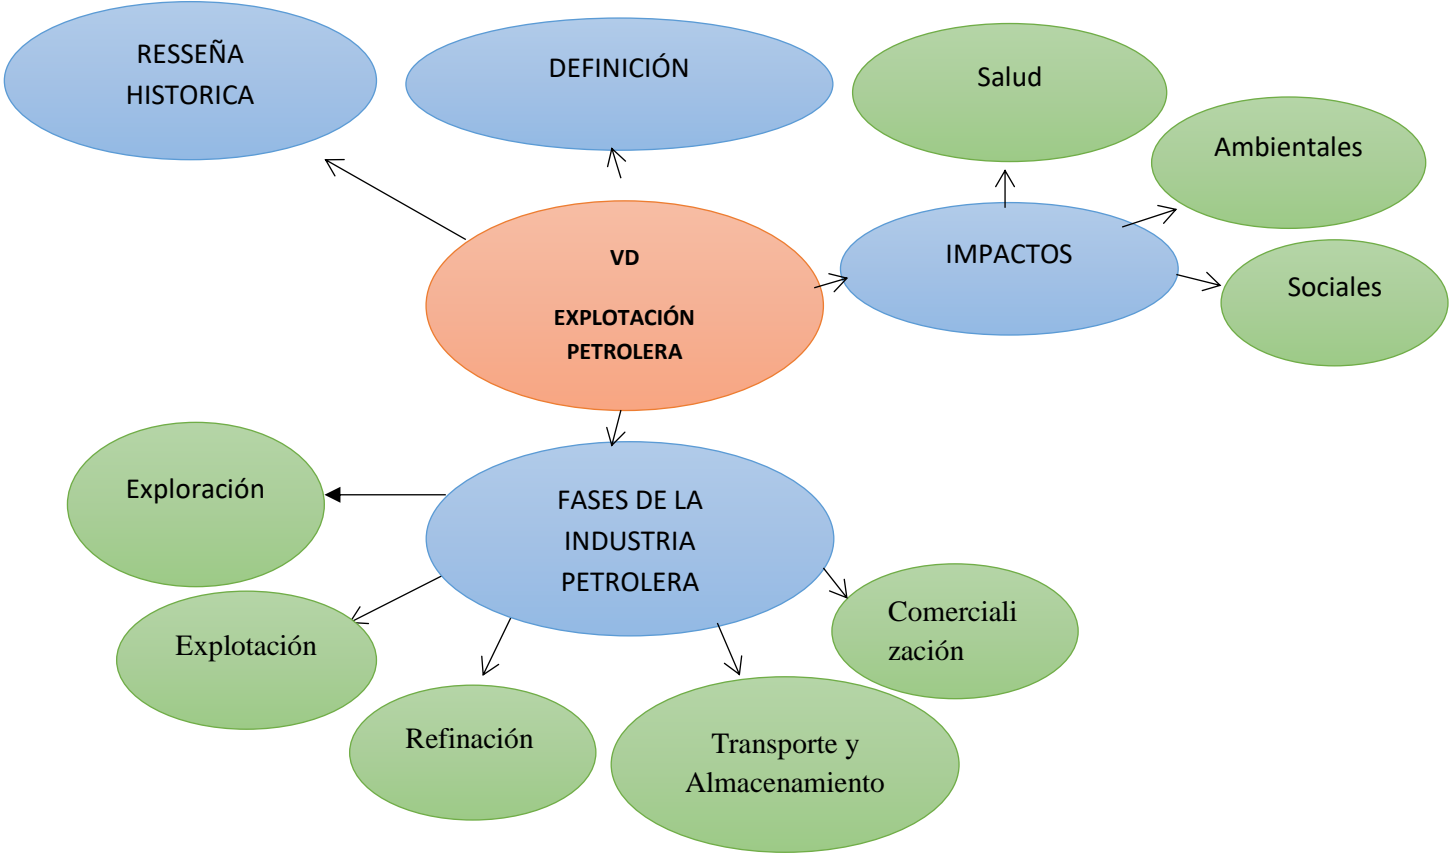 RESSEÑA
HISTORICA
DEFINICIÓN
Salud
Ambientales
IMPACTOS
Sociales
VD
EXPLOTACIÓN
PETROLERA
Exploración
FASES DE LA
INDUSTRIA
PETROLERA
Explotación
Refinación
Transporte y
Almacenamiento
Comerciali
zación